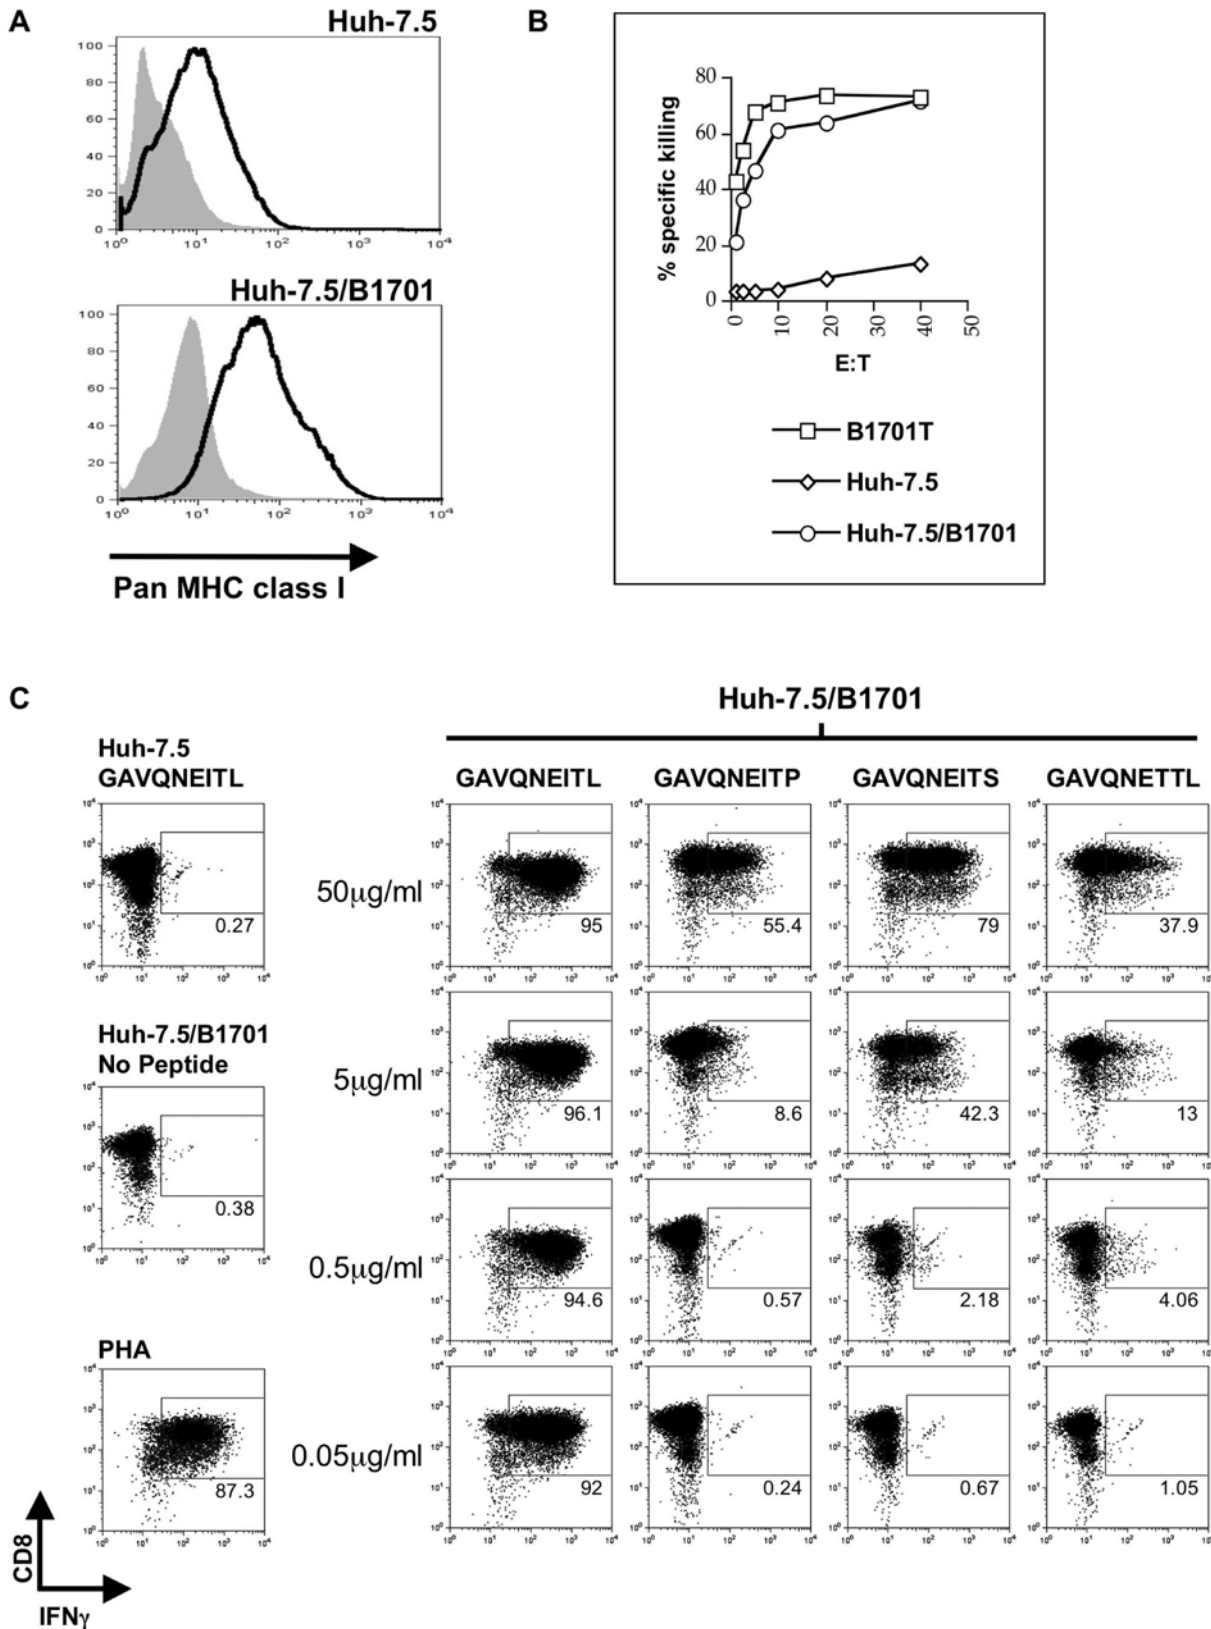 A
Huh-7.5
100
80
60
40
20
0
10⁰ 10¹ 10² 10³ 10⁴
Huh-7.5/B1701
100
80
60
40
20
0
10⁰ 10¹ 10² 10³ 10⁴
Pan MHC class I
B
% specific killing
80
60
40
20
0
0 10 20 30 40 50
E:T
B1701T
Huh-7.5
Huh-7.5/B1701
C
Huh-7.5/B1701
Huh-7.5
GAVQNEITL
0.27
Huh-7.5/B1701
No Peptide
0.38
PHA
87.3
CD8
IFNγ
GAVQNEITL GAVQNEITP GAVQNEITS GAVQNETTL
50μg/ml
95 55.4 79 37.9
5μg/ml
96.1 8.6 42.3 13
0.5μg/ml
94.6 0.57 2.18 4.06
0.05μg/ml
92 0.24 0.67 1.05